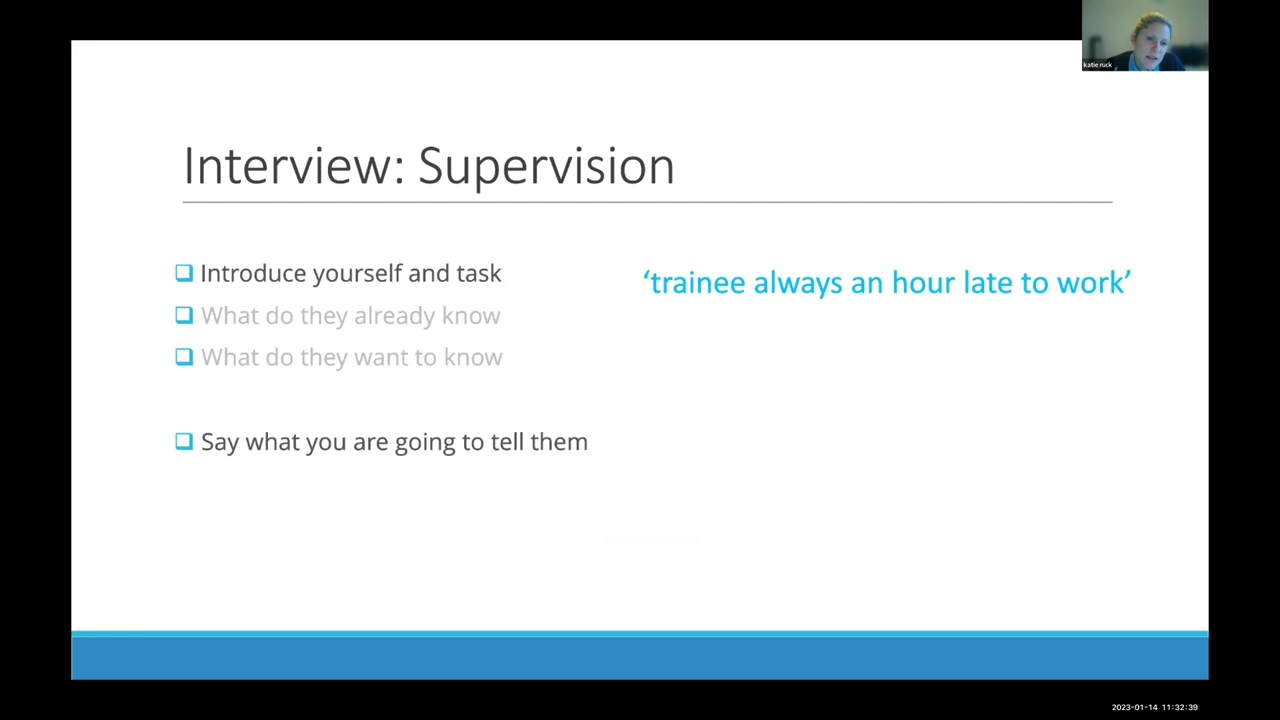 katie ruck
Interview: Supervision
Introduce yourself and task
What do they already know
What do they want to know
Say what you are going to tell them
‘trainee always an hour late to work’
2023-01-14 11:32:39